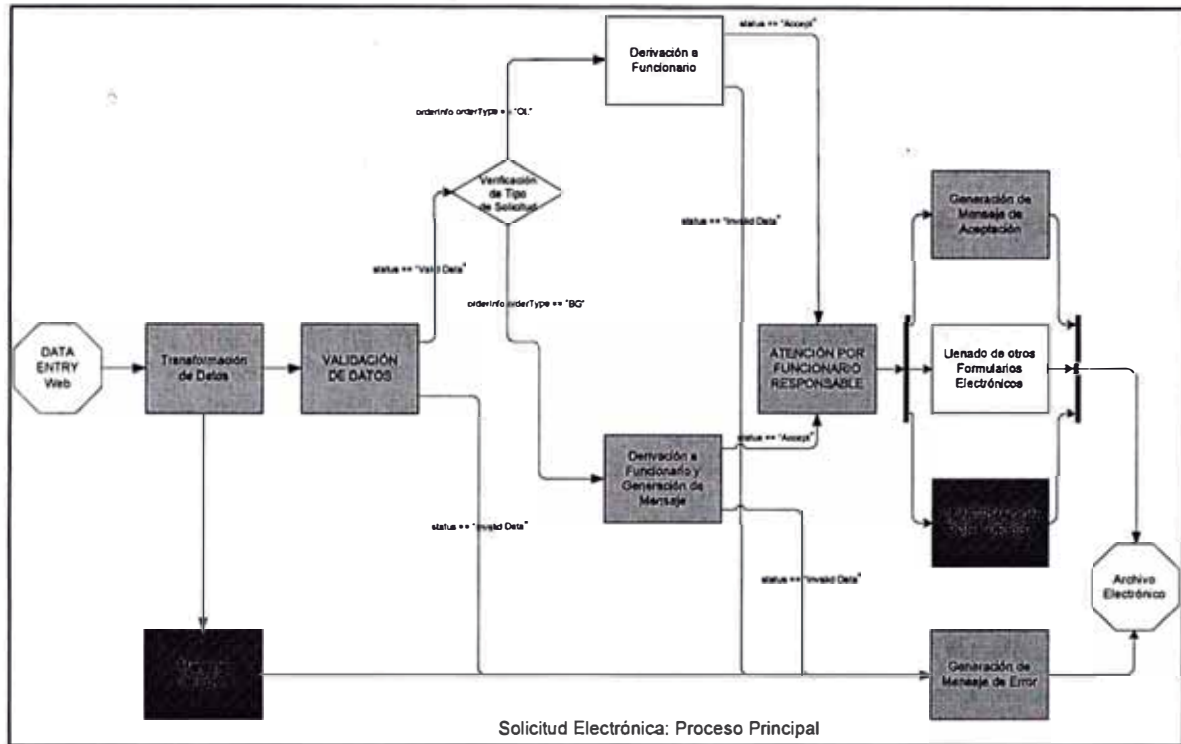 status == "Accept"
Derivación a
Funcionario
orderInfo orderType == "OL"
Verificación
de Tipo
de Solicitud
Generación de
Mensaje de
Aceptación
status == "Invalid Data"
status == "Valid Data"
orderInfo orderType == "BG"
DATA
ENTRY
Web
Transformación
de Datos
VALIDACIÓN
DE DATOS
ATENCIÓN POR
FUNCIONARIO
RESPONSABLE
Llenado de otros
Formularios
Electrónicos
status == "Accept"
Derivación a
Funcionario y
Generación de
Mensaje
status == "Invalid Data"
status == "Invalid Data"
Archivo
Electrónico
Generación de
Mensaje de Error
Solicitud Electrónica: Proceso Principal